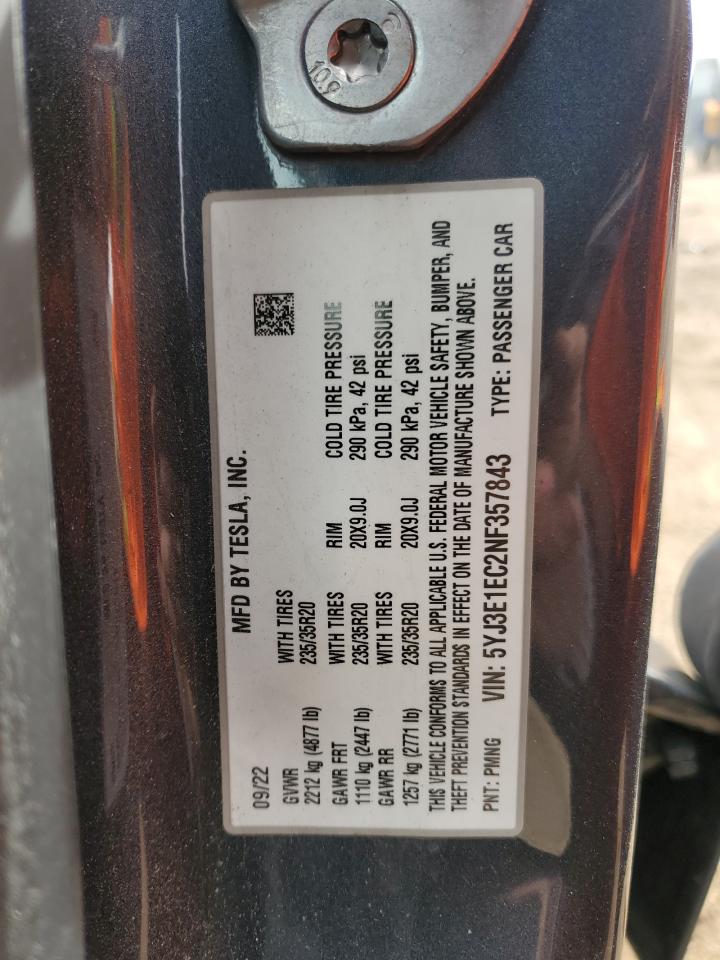 10.9
MFD BY TESLA, INC.
09/22
GVWR WITH TIRES
2212 kg (4877 lb) 235/35R20
GAWR FRT WITH TIRES RIM COLD TIRE PRESSURE
1110 kg (2447 lb) 235/35R20 20X9.0J 290 kPa, 42 psi
GAWR RR WITH TIRES RIM COLD TIRE PRESSURE
1257 kg (2771 lb) 235/35R20 20X9.0J 290 kPa, 42 psi
THIS VEHICLE CONFORMS TO ALL APPLICABLE U.S. FEDERAL MOTOR VEHICLE SAFETY, BUMPER, AND
THEFT PREVENTION STANDARDS IN EFFECT ON THE DATE OF MANUFACTURE SHOWN ABOVE.
PNT: PMNG VIN: 5YJ3E1EC2NF357843 TYPE: PASSENGER CAR